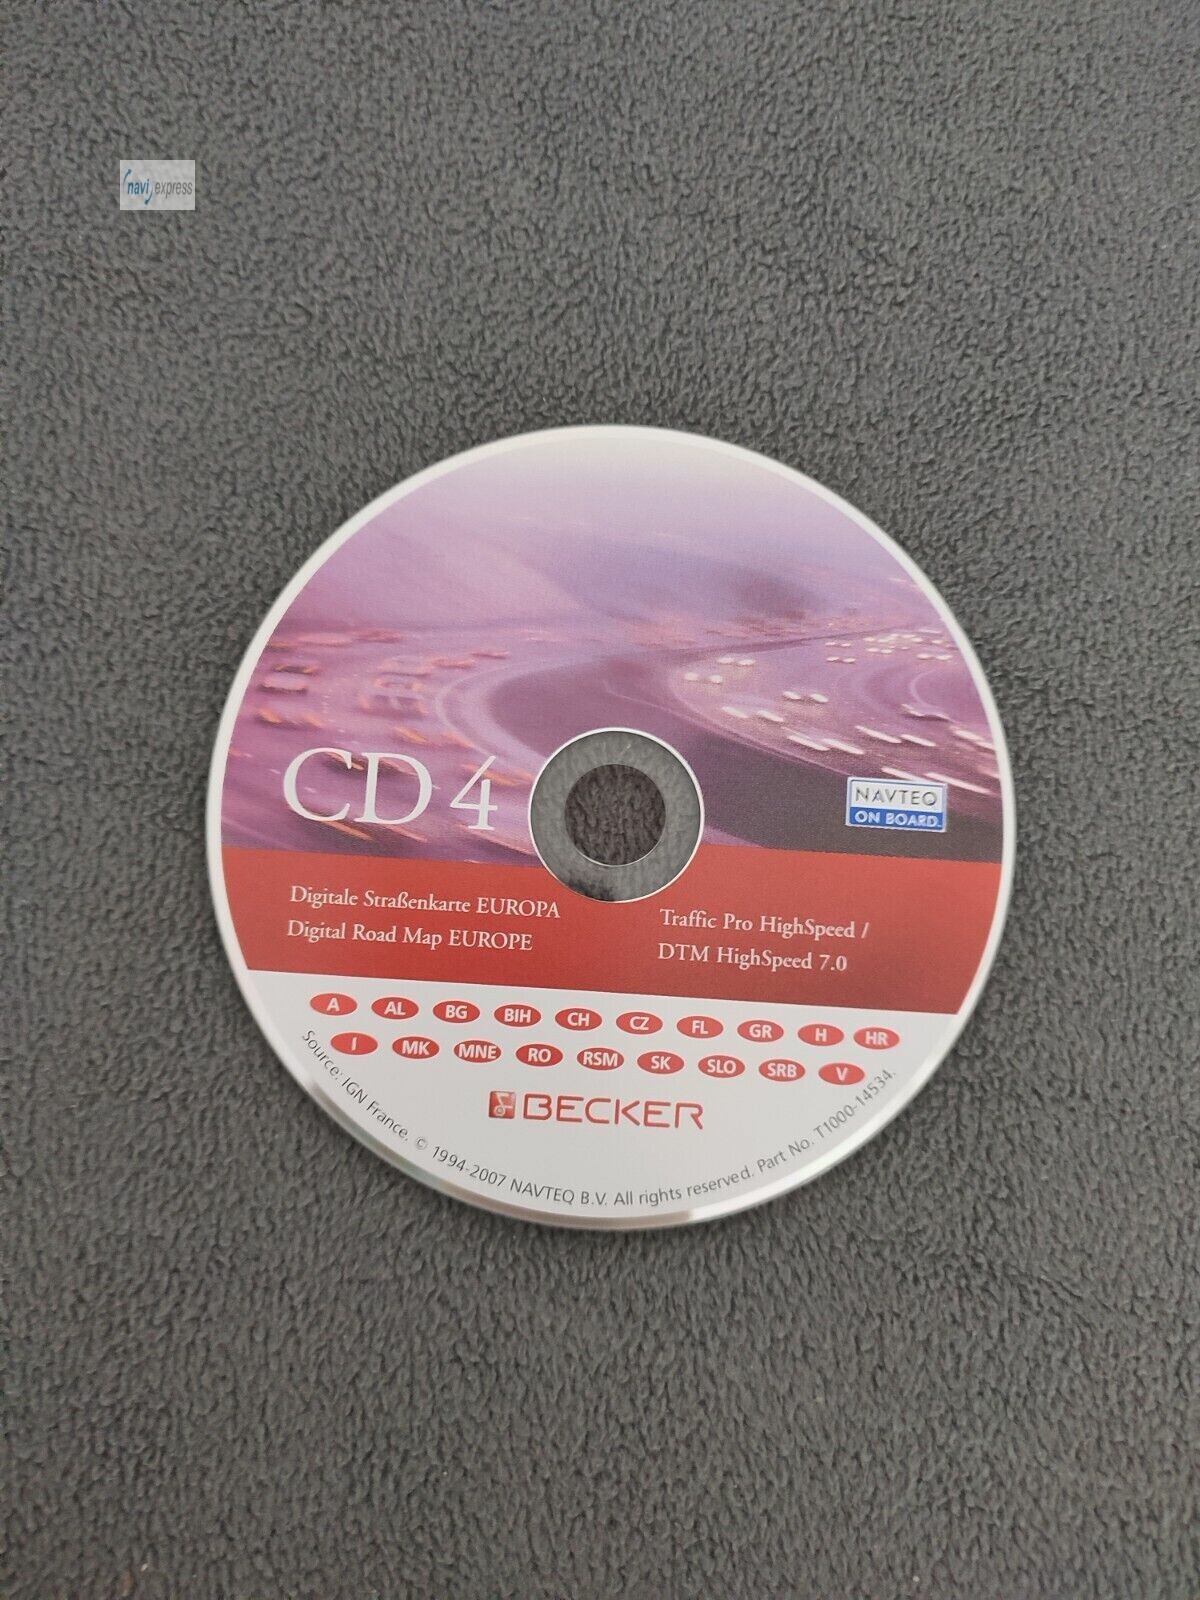 navi express
CD 4
NAVTEQ
ON BOARD
Digitale Straßenkarte EUROPA
Digital Road Map EUROPE
Traffic Pro HighSpeed /
DTM HighSpeed 7.0
A AL BG BIH CH CZ FL GR H HR
I MK MNE RO RSM SK SLO SRB V
BECKER
Source: IGN France. © 1994-2007 NAVTEQ B.V. All rights reserved. Part No. T1000-14534.